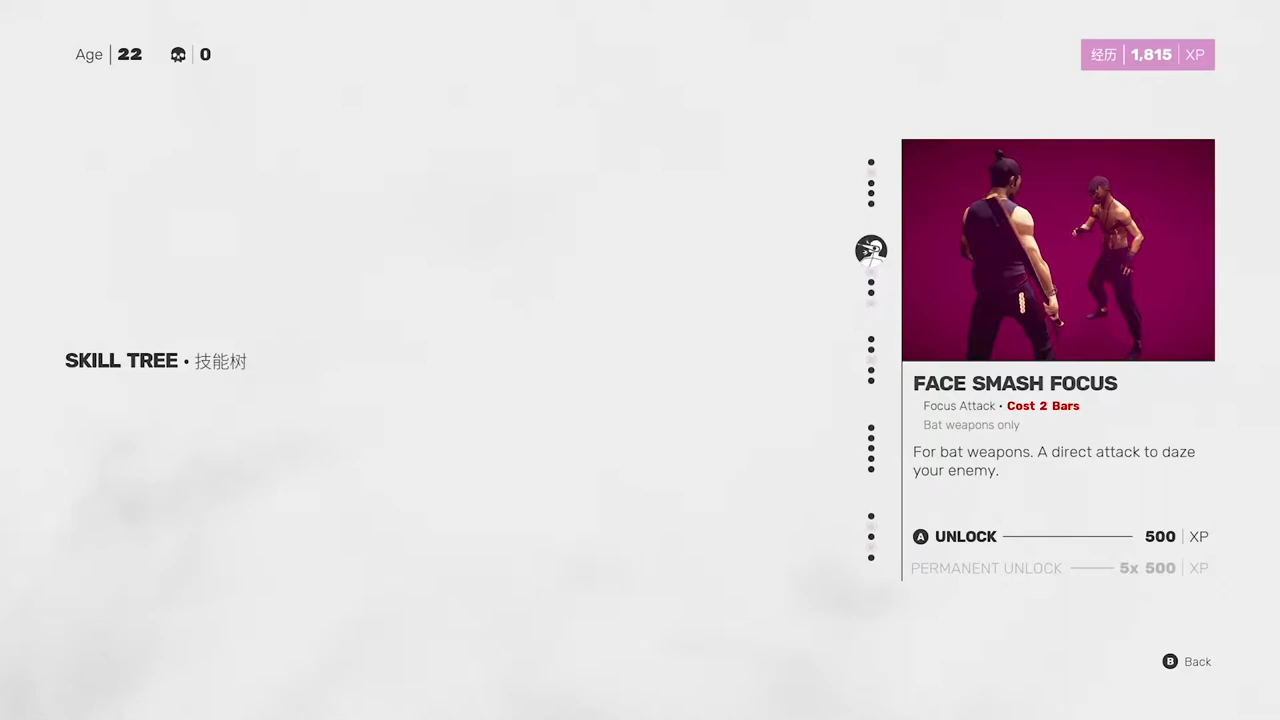 Age | 22 0
经历 | 1,815 | XP
SKILL TREE • 技能树
FACE SMASH FOCUS
Focus Attack • Cost 2 Bars
Bat weapons only
For bat weapons. A direct attack to daze
your enemy.
A UNLOCK 500 | XP
PERMANENT UNLOCK 5x 500 | XP
B Back